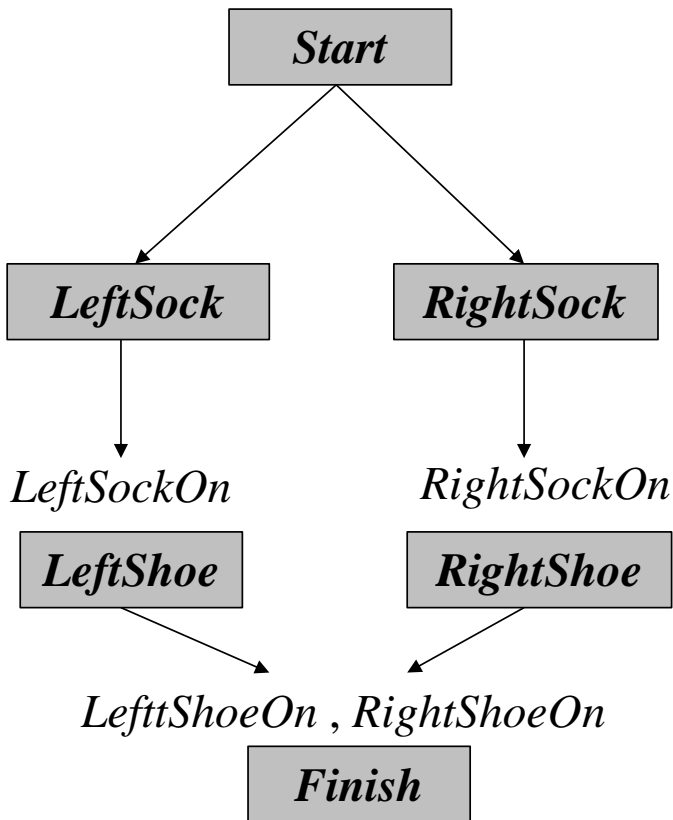 Start
LeftSock RightSock
LeftSockOn RightSockOn
LeftShoe RightShoe
LefttShoeOn , RightShoeOn
Finish